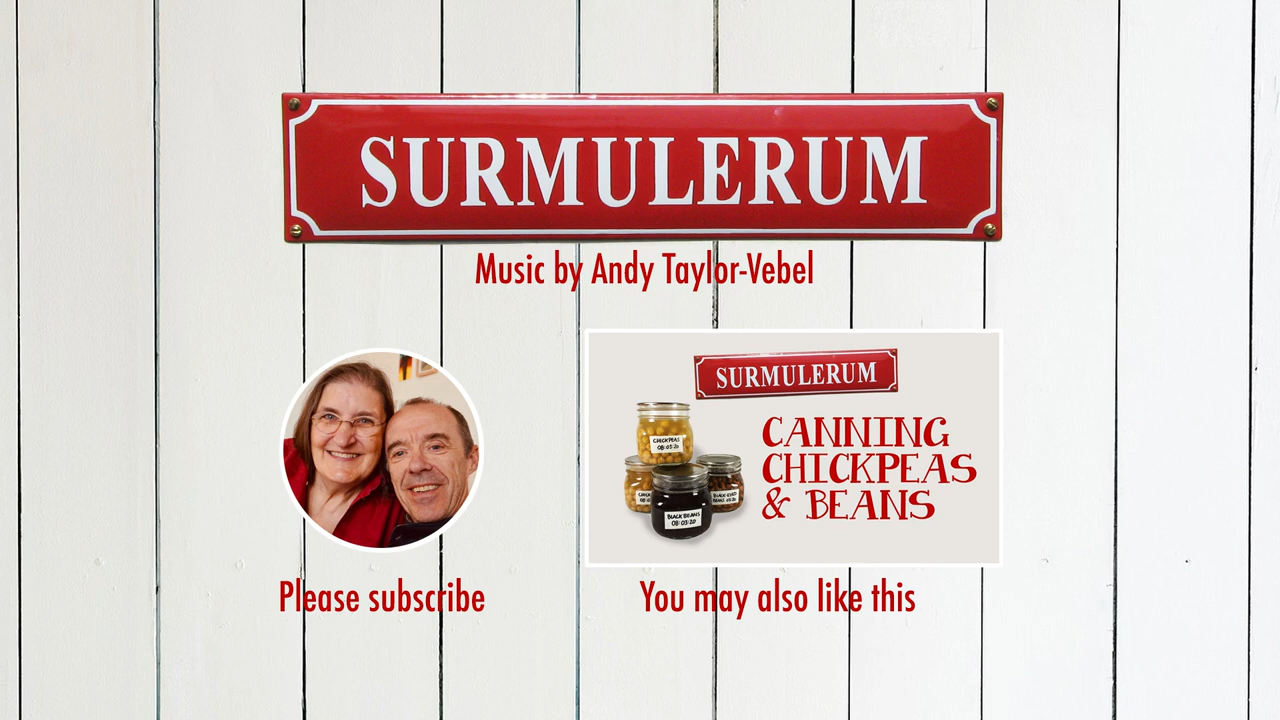 SURMULERUM
Music by Andy Taylor-Vebel
SURMULERUM
CANNING
CHICKPEAS
& BEANS
CHICKPEAS
08:03:20
BLACK BEANS
08:03:20
Please subscribe
You may also like this